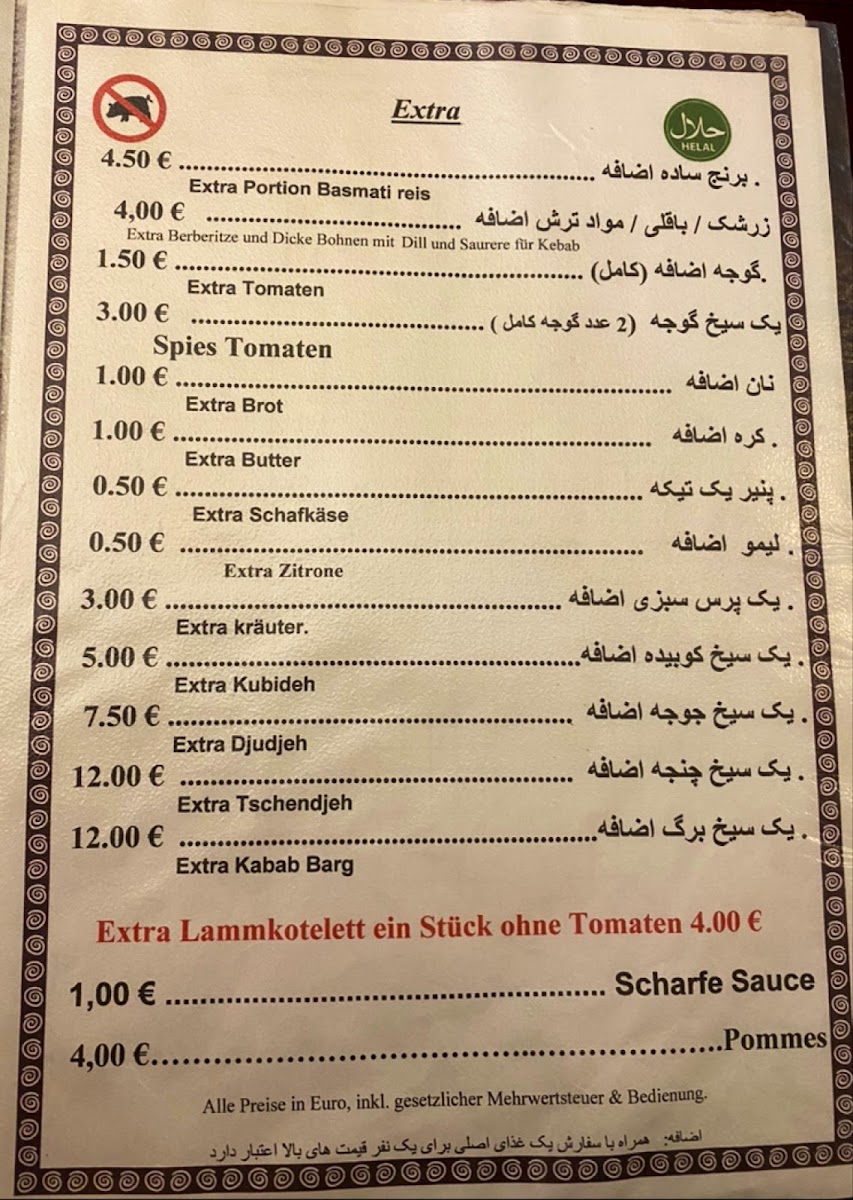 Extra
حلال
HELAL
4.50 € ........ برنج ساده اضافه .
Extra Portion Basmati reis
4,00 € ........ زرشک / باقلی / مواد ترش اضافه
Extra Berberitze und Dicke Bohnen mit Dill und Saurere für Kebab
1.50 € ........ گوجه اضافه (کامل).
Extra Tomaten
3.00 € ........ یک سیخ گوجه (2 عدد گوجه کامل )
Spies Tomaten
1.00 € ........ نان اضافه
Extra Brot
1.00 € ........ کره اضافه .
Extra Butter
0.50 € ........ پنیر یک تیکه .
Extra Schafkäse
0.50 € ........ لیمو اضافه .
Extra Zitrone
3.00 € ........ یک پرس سبزی اضافه .
Extra kräuter.
5.00 € ........ یک سیخ کوبیده اضافه .
Extra Kubideh
7.50 € ........ یک سیخ جوجه اضافه .
Extra Djudjeh
12.00 € ........ یک سیخ چنجه اضافه .
Extra Tschendjeh
12.00 € ........ یک سیخ برگ اضافه .
Extra Kabab Barg
Extra Lammkotelett ein Stück ohne Tomaten 4.00 €
1,00 € ........ Scharfe Sauce
4,00 €........Pommes
Alle Preise in Euro, inkl. gesetzlicher Mehrwertsteuer & Bedienung.
اضافه: همراه با سفارش یک غذای اصلی برای یک نفر قیمت های بالا اعتبار دارد